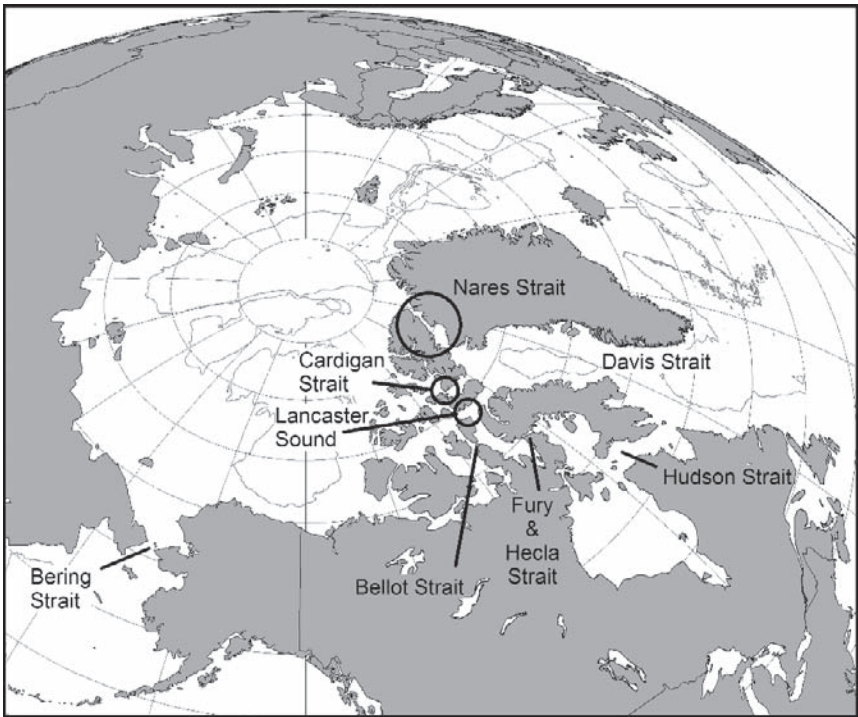 Nares Strait
Cardigan
Strait
Davis Strait
Lancaster
Sound
Hudson Strait
Fury
&
Hecla
Strait
Bellot Strait
Bering
Strait